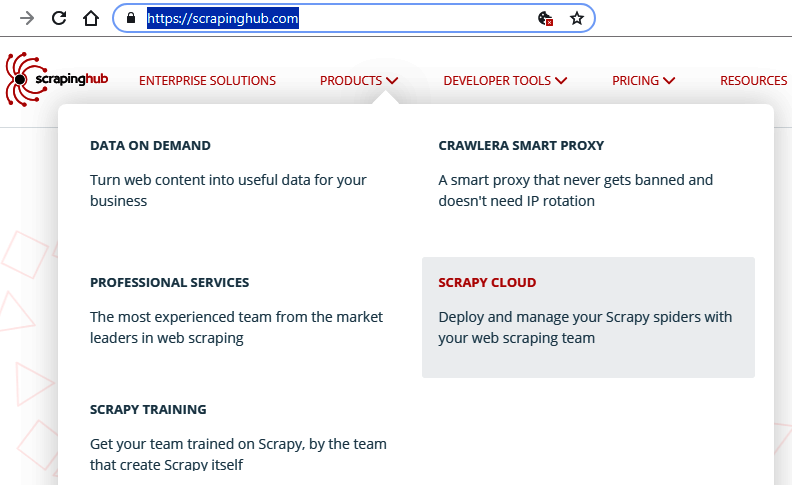 https://scrapinghub.com
scrapinghub
ENTERPRISE SOLUTIONS
PRODUCTS
DEVELOPER TOOLS
PRICING
RESOURCES
DATA ON DEMAND
Turn web content into useful data for your
business
CRAWLERA SMART PROXY
A smart proxy that never gets banned and
doesn't need IP rotation
PROFESSIONAL SERVICES
The most experienced team from the market
leaders in web scraping
SCRAPY CLOUD
Deploy and manage your Scrapy spiders with
your web scraping team
SCRAPY TRAINING
Get your team trained on Scrapy, by the team
that create Scrapy itself